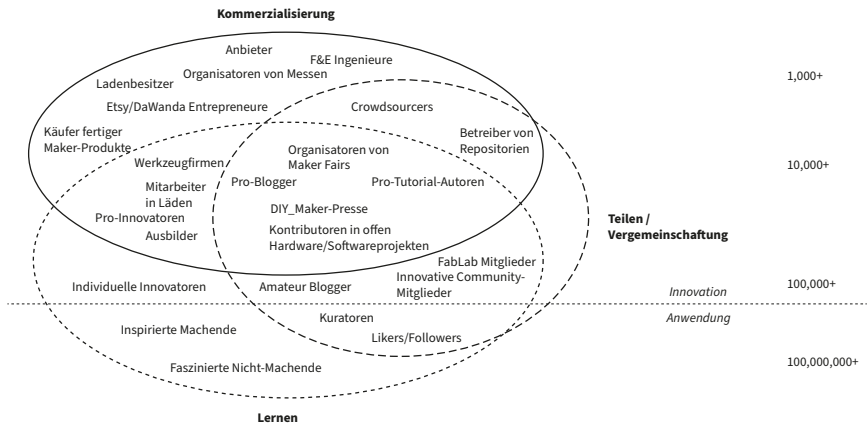 Kommerzialisierung
Anbieter
F&E Ingenieure
Organisatoren von Messen
1,000+
Ladenbesitzer
Etsy/DaWanda Entrepreneure
Crowdsourcers
Käufer fertiger
Maker-Produkte
Betreiber von
Repositorien
Organisatoren von
Maker Fairs
Werkzeugfirmen
10,000+
Mitarbeiter
in Läden
Pro-Blogger
Pro-Tutorial-Autoren
DIY_Maker-Presse
Pro-Innovatoren
Teilen /
Vergemeinschaftung
Ausbilder
Kontributoren in offen
Hardware/Softwareprojekten
FabLab Mitglieder
Innovative Community-
Mitglieder
Individuelle Innovatoren
Amateur Blogger
Innovation
100,000+
Kuratoren
Anwendung
Inspirierte Machende
Likers/Followers
Faszinierte Nicht-Machende
100,000,000+
Lernen